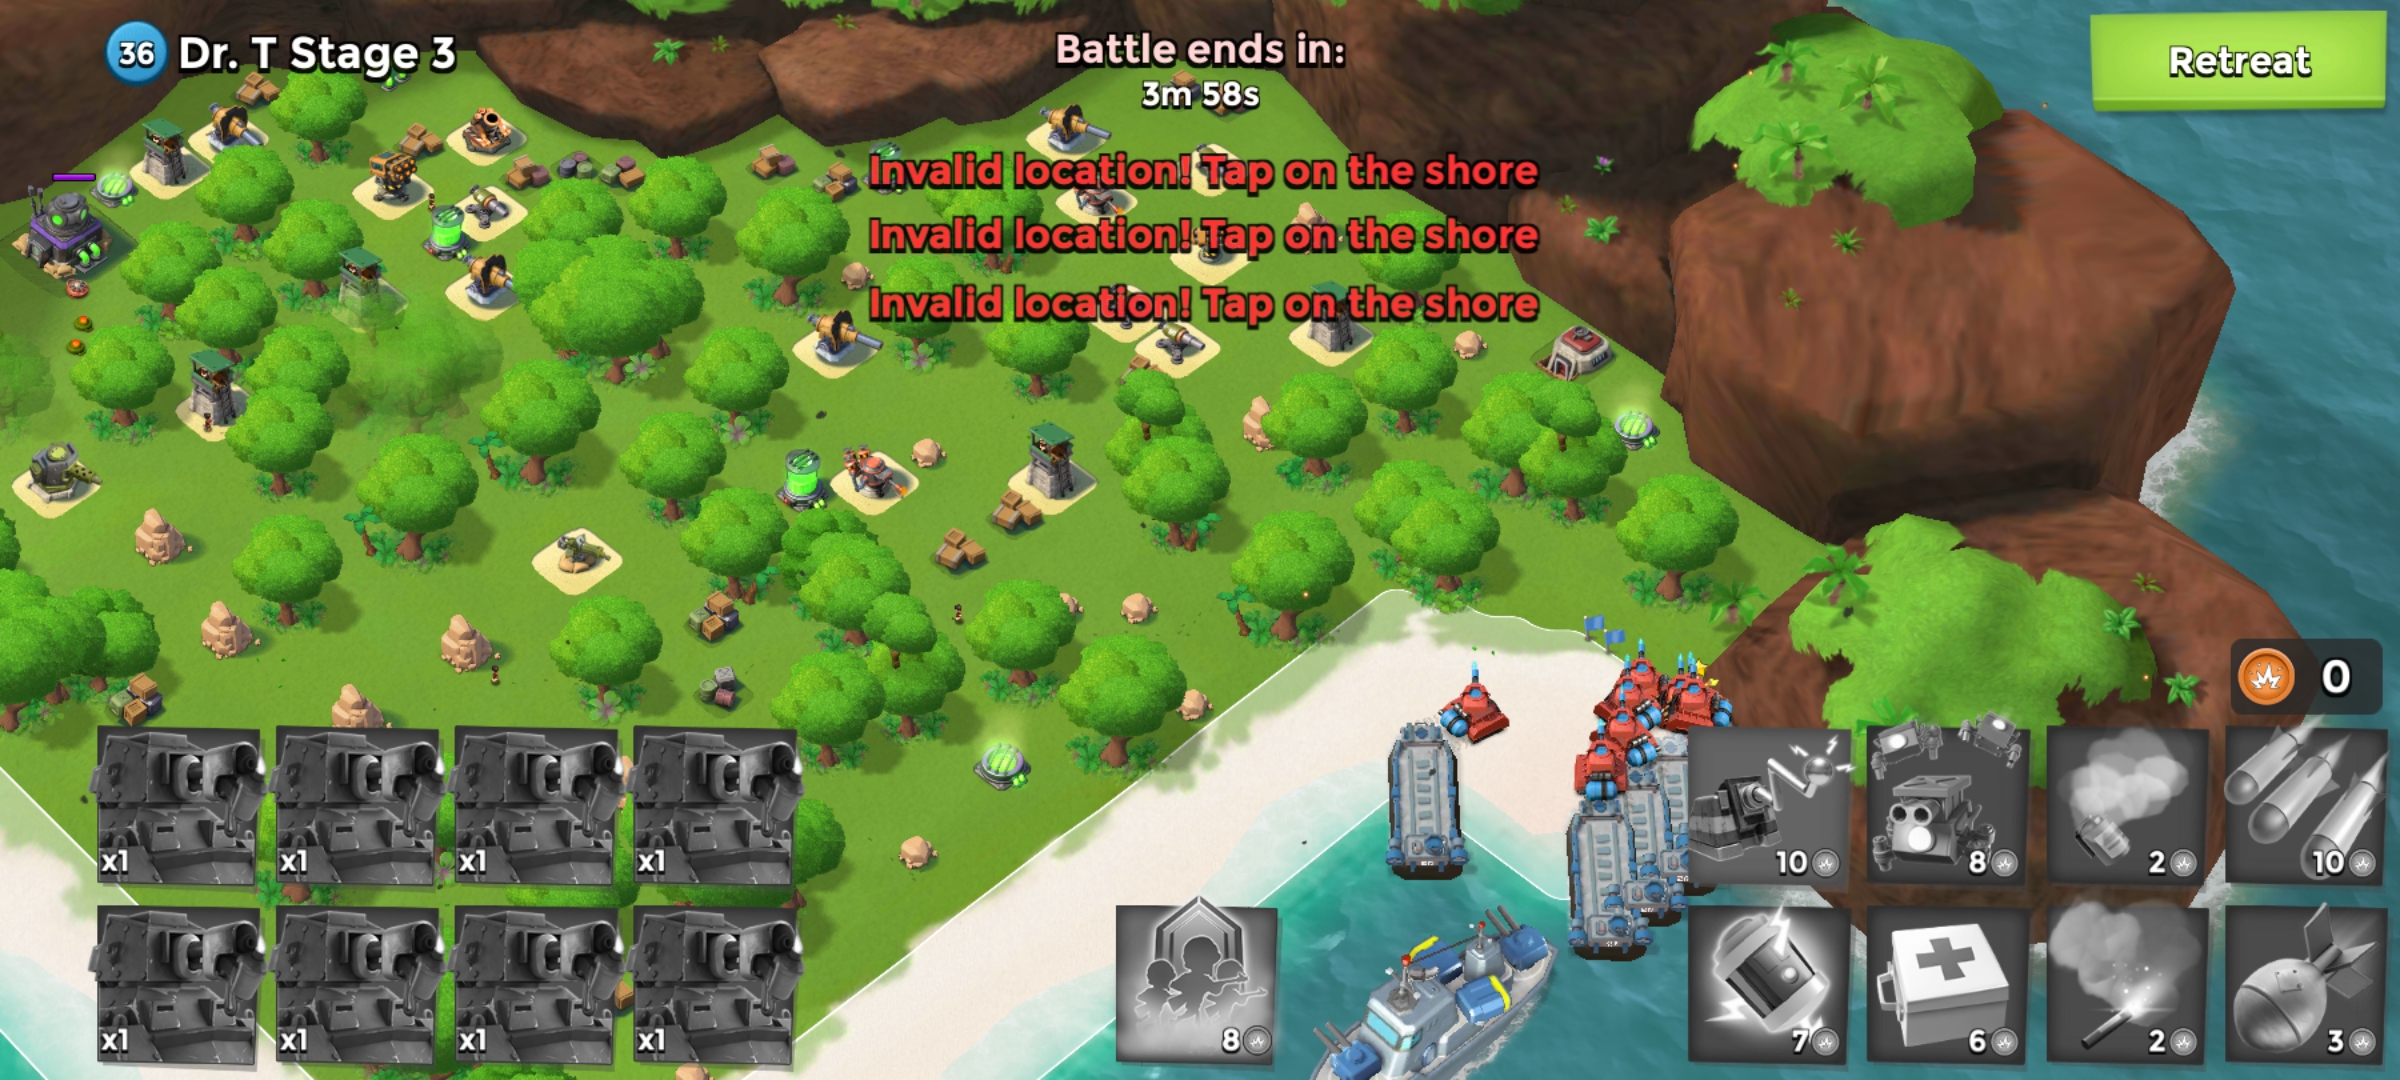 36 Dr. T Stage 3
Battle ends in:
3m 58s
Retreat
Invalid location! Tap on the shore
Invalid location! Tap on the shore
Invalid location! Tap on the shore
0
x1 x1 x1 x1
10 8 2 10
x1 x1 x1 x1
8 7 6 2 3